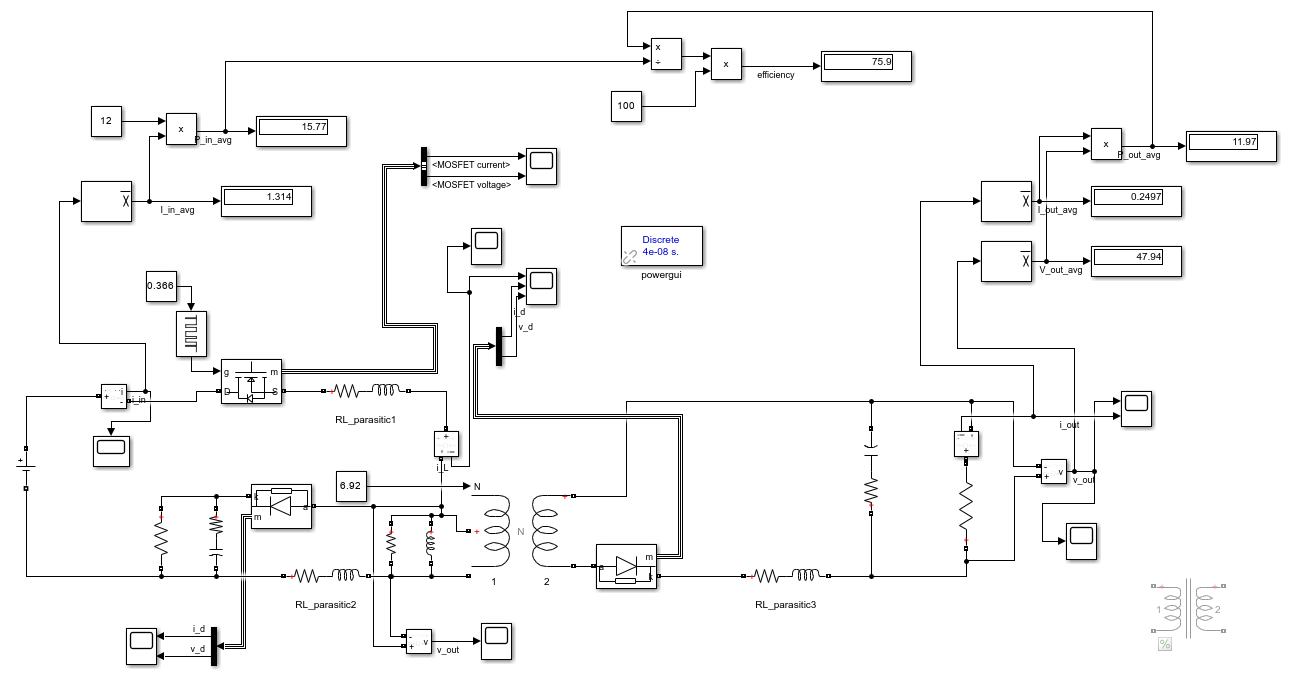 x
÷
x
75.9
efficiency
100
12
x
P_in_avg
15.77
x
P_out_avg
11.97
<MOSFET current>
<MOSFET voltage>
X
I_in_avg
1.314
X
I_out_avg
0.2497
Discrete
4e-08 s.
powergui
X
V_out_avg
47.94
0.366
i_d
v_d
g
m
D
S
i
+
-
i_in
RL_parasitic1
+
i_L
i_out
+
-
+
v
v_out
+
6.92
N
k
m
a
+
N
1
2
a
m
k
RL_parasitic2
RL_parasitic3
1
2
%
i_d
v_d
-
+
v
v_out